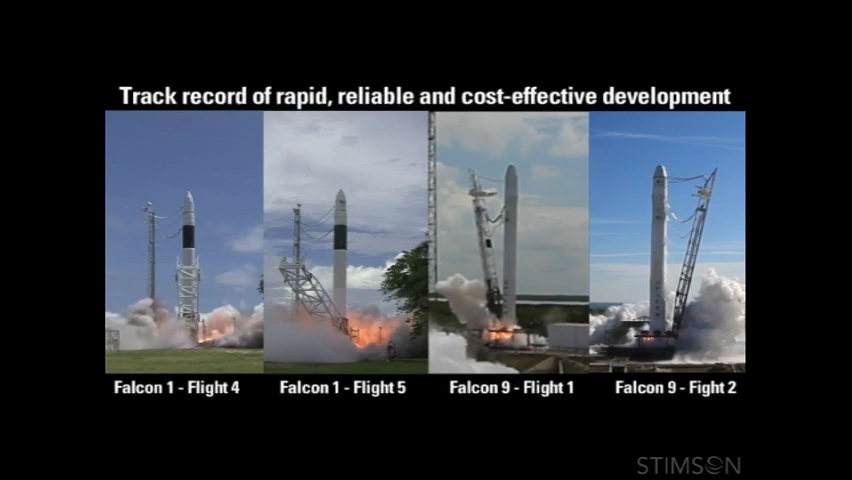 Track record of rapid, reliable and cost-effective development
Falcon 1 - Flight 4
Falcon 1 - Flight 5
Falcon 9 - Flight 1
Falcon 9 - Fight 2
STIMSON